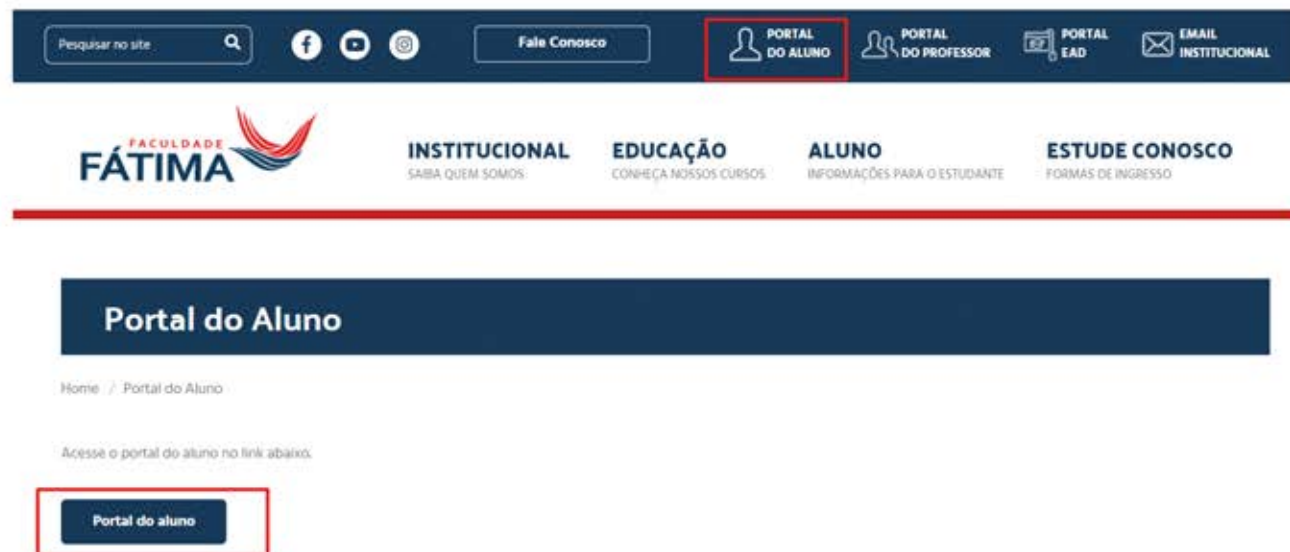 Pesquisar no site
Fale Conosco
PORTAL
DO ALUNO
PORTAL
DO PROFESSOR
PORTAL
EAD
EMAIL
INSTITUCIONAL
FACULDADE
FÁTIMA
INSTITUCIONAL
SAIBA QUEM SOMOS
EDUCAÇÃO
CONHEÇA NOSSOS CURSOS
ALUNO
INFORMAÇÕES PARA O ESTUDANTE
ESTUDE CONOSCO
FORMAS DE INGRESSO
Portal do Aluno
Home / Portal do Aluno
Acesse o portal do aluno no link abaixo.
Portal do aluno